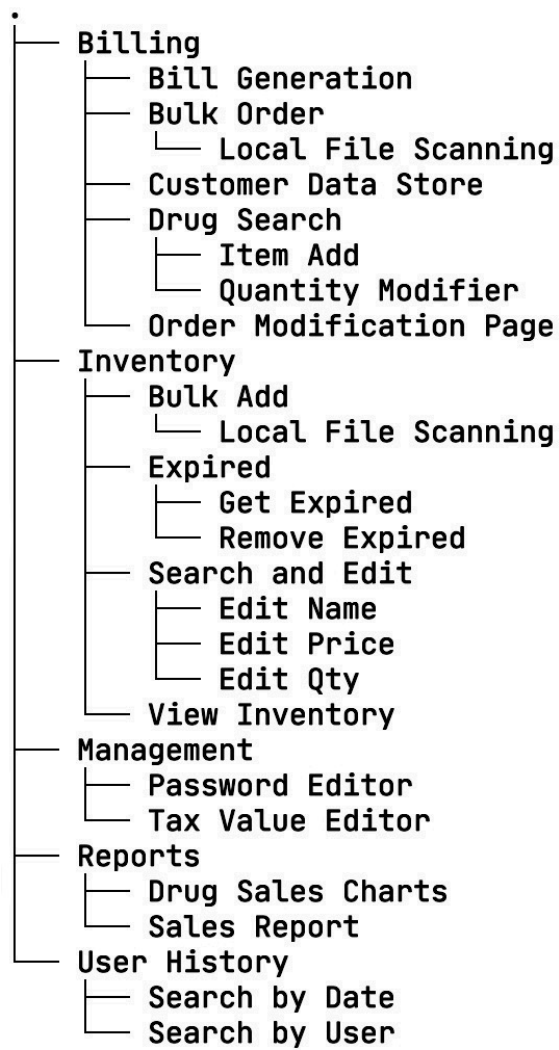 .
Billing
Bill Generation
Bulk Order
Local File Scanning
Customer Data Store
Drug Search
Item Add
Quantity Modifier
Order Modification Page
Inventory
Bulk Add
Local File Scanning
Expired
Get Expired
Remove Expired
Search and Edit
Edit Name
Edit Price
Edit Qty
View Inventory
Management
Password Editor
Tax Value Editor
Reports
Drug Sales Charts
Sales Report
User History
Search by Date
Search by User